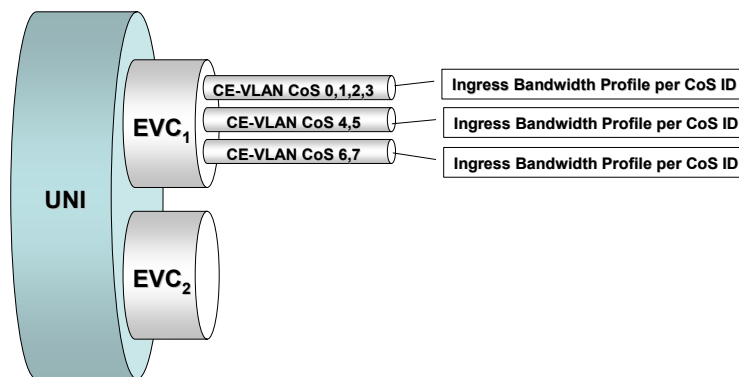 CE-VLAN CoS 0,1,2,3
Ingress Bandwidth Profile per CoS ID
EVC1
CE-VLAN CoS 4,5
Ingress Bandwidth Profile per CoS ID
CE-VLAN CoS 6,7
Ingress Bandwidth Profile per CoS ID
UNI
EVC2